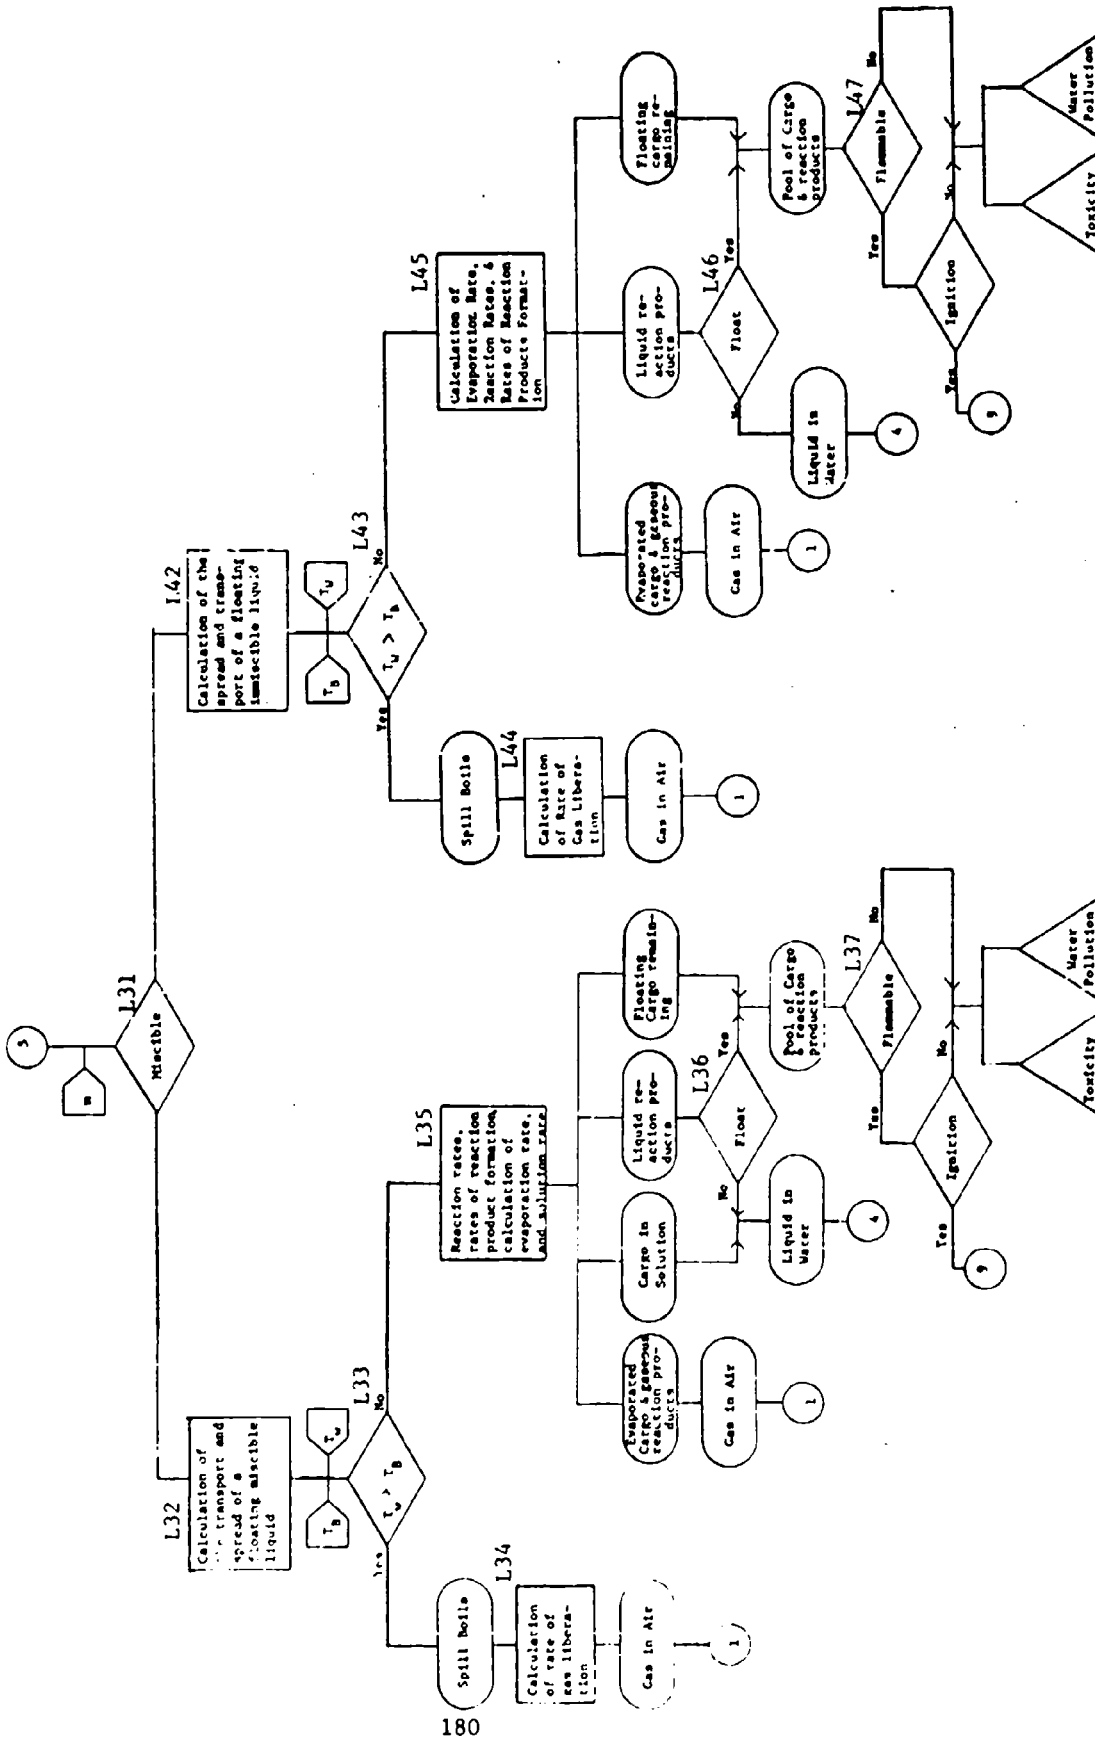 5
m
L31
Miscible
L32
Calculation of
transport and
spread of a
floating miscible
liquid
T_B
T_W
L33
T_W > T_B
Yes
No
Spill Boils
L34
Calculation
of rate of
gas libera-
tion
Gas in Air
1
L35
Reaction rates,
rates of reaction
product formation,
calculation of
evaporation rate,
and solution rate
Evaporated
Cargo & gaseous
reaction pro-
ducts
Gas in Air
1
Cargo in
Solution
Liquid re-
action pro-
ducts
Floating
Cargo remain-
ing
L36
Float
No
Yes
Liquid in
Water
4
Pool of Cargo
& reaction
products
L37
Flammable
Yes
No
Ignition
Yes
No
9
Toxicity
Water
Pollution
L42
Calculation of the
spread and trans-
port of a floating
immiscible liquid
T_B
T_W
L43
T_W > T_B
Yes
No
Spill Boils
L44
Calculation
of Rate of
Gas Libera-
tion
Gas in Air
1
L45
Calculation of
Evaporation Rate,
Reaction Rates, &
Rates of Reaction
Products Format-
ion
Evaporated
cargo & gaseous
reaction pro-
ducts
Gas in Air
1
Liquid re-
action pro-
ducts
Floating
cargo re-
maining
L46
Float
No
Yes
Liquid in
Water
4
Pool of Cargo
& reaction
products
L47
Flammable
Yes
No
Ignition
Yes
No
9
Toxicity
Water
Pollution
180